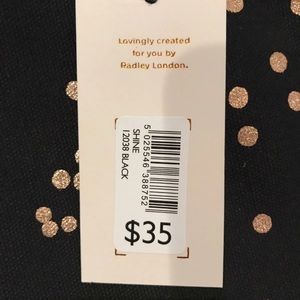 Lovingly created
for you by
Radley London.
5 025546 388752
SHINE
12038 BLACK
$35